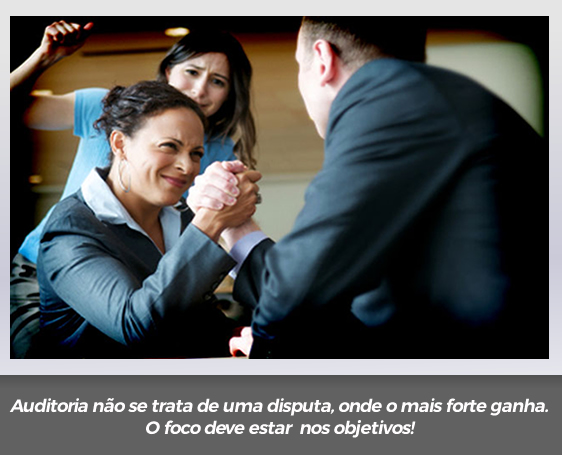 Auditoria não se trata de uma disputa, onde o mais forte ganha.
O foco deve estar  nos objetivos!